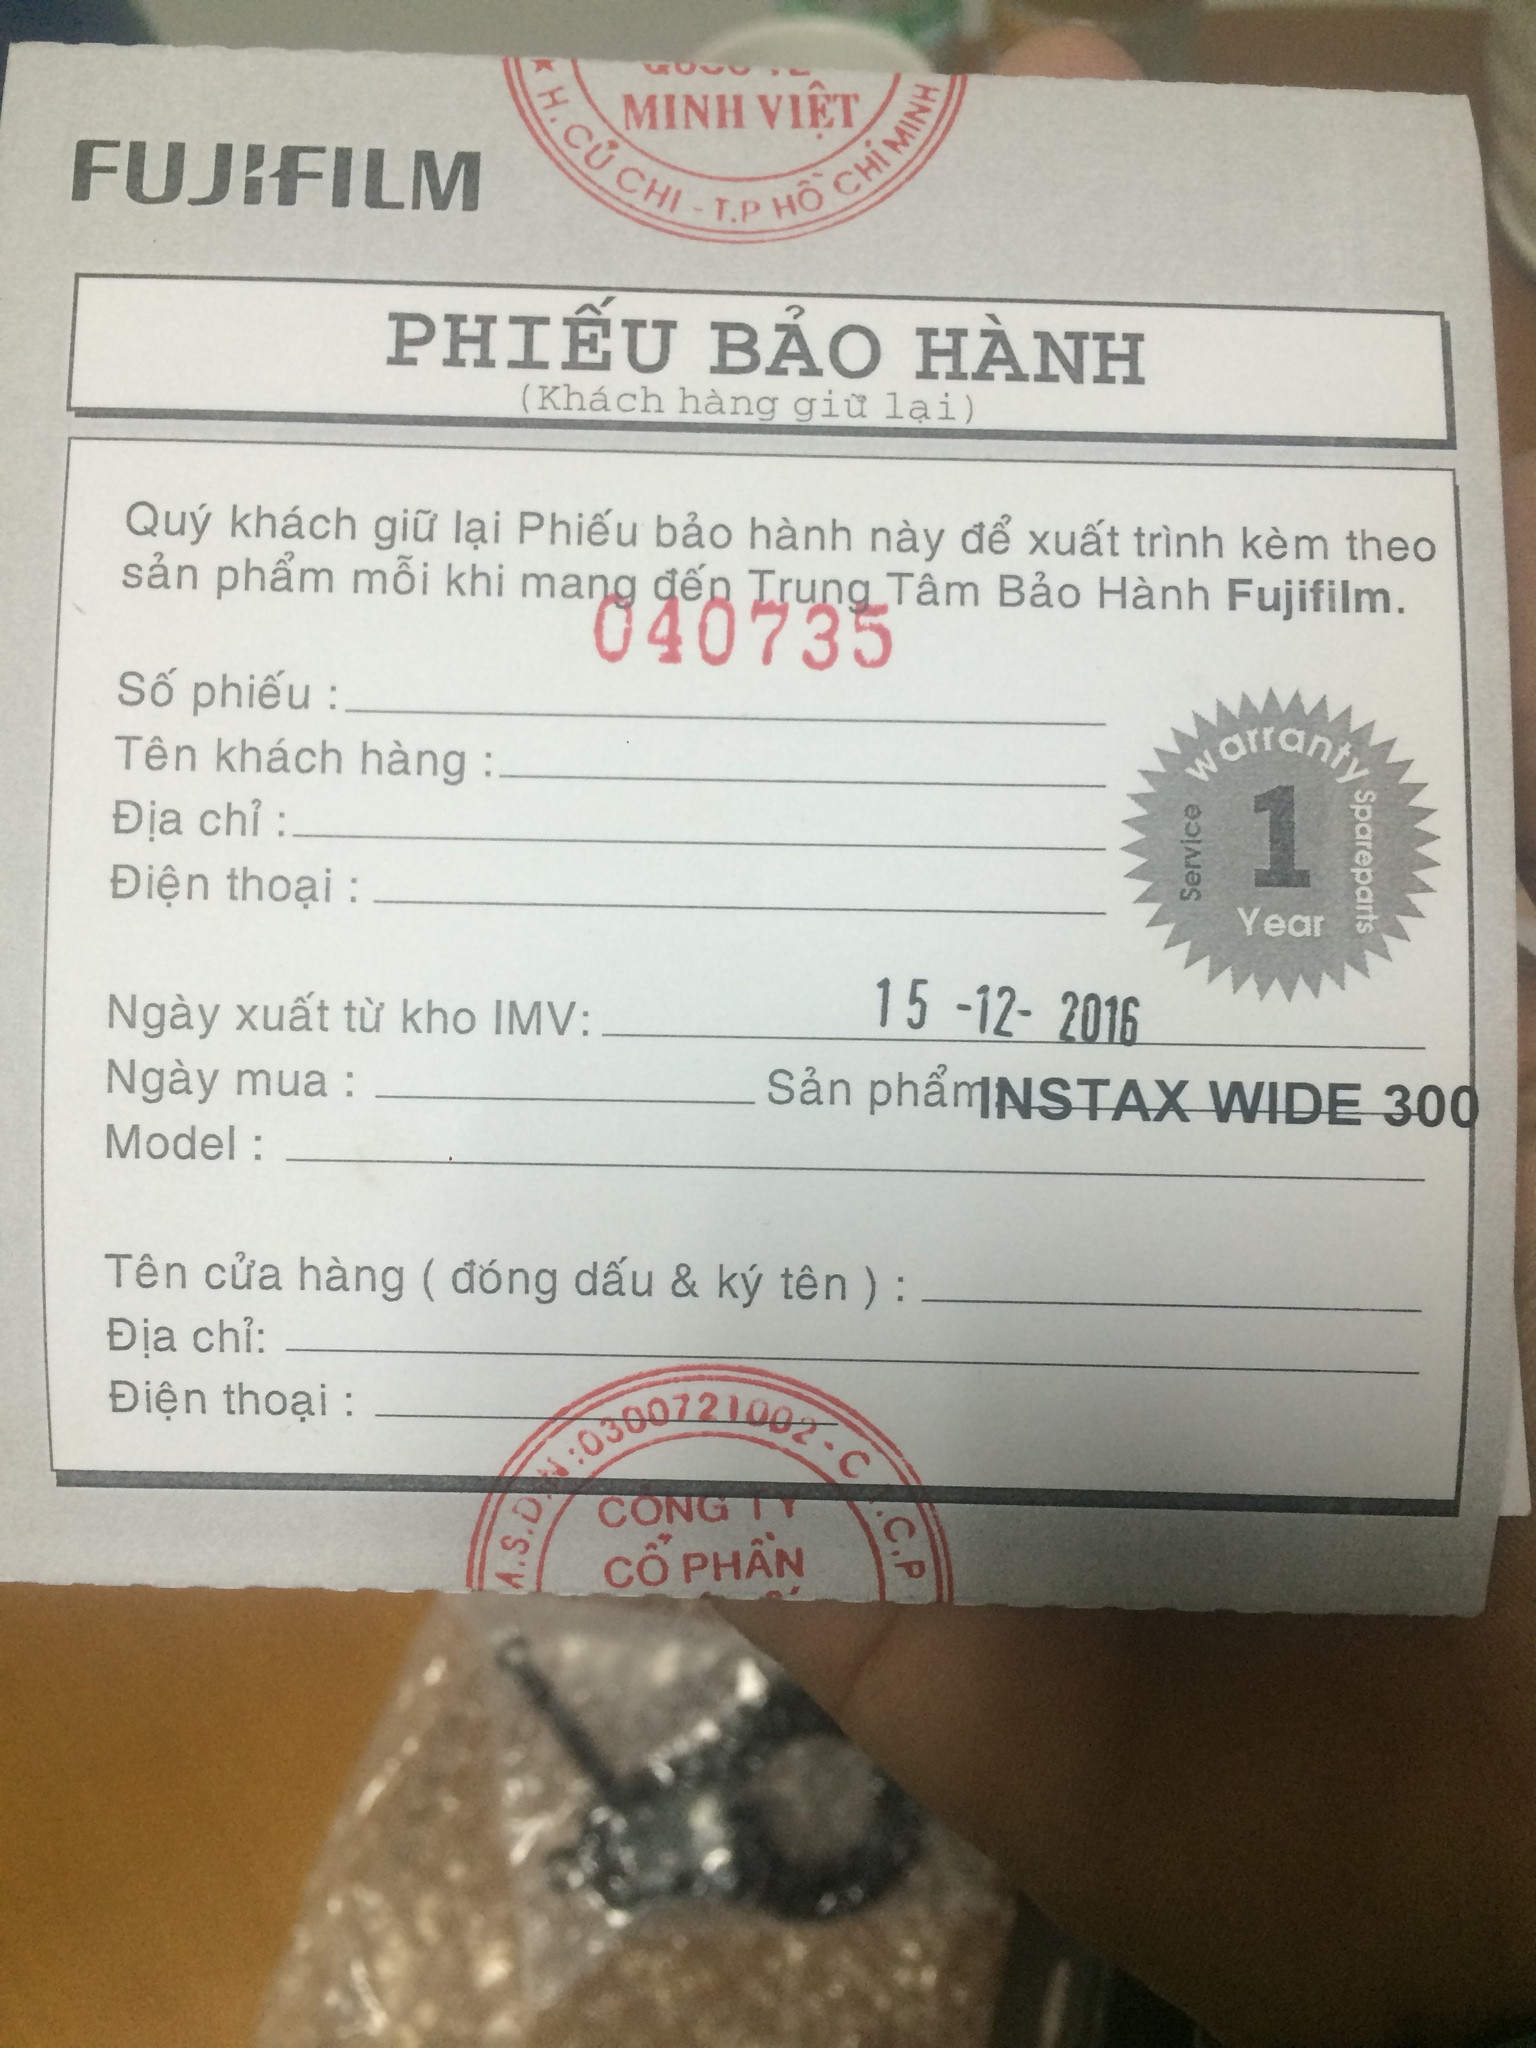 MINH VIỆT
★ H. CỦ CHI - T.P HỒ CHÍ MINH
FUJIFILM
PHIẾU BẢO HÀNH
(Khách hàng giữ lại)
Quý khách giữ lại Phiếu bảo hành này để xuất trình kèm theo
sản phẩm mỗi khi mang đến Trung Tâm Bảo Hành Fujifilm.
040735
Số phiếu :
Tên khách hàng :
Địa chỉ :
Điện thoại :
warranty
Service
1
Spareparts
Year
Ngày xuất từ kho IMV: 15 -12- 2016
Ngày mua : Sản phẩm INSTAX WIDE 300
Model :
Tên cửa hàng ( đóng dấu & ký tên ) :
Địa chỉ:
Điện thoại :
.S.D.N :0300721002 - C.T.C.P
CÔNG TY
CỔ PHẦN